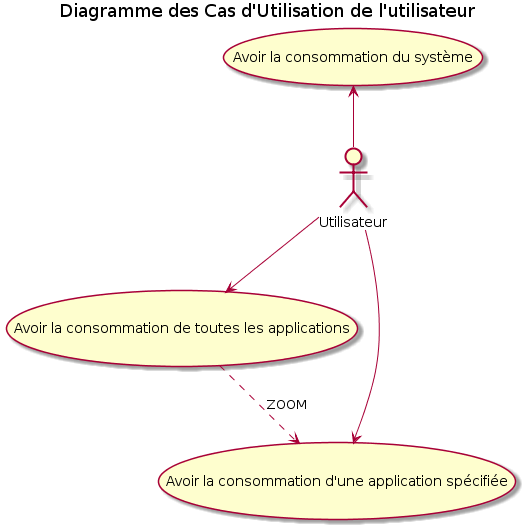 Diagramme des Cas d'Utilisation de l'utilisateur
Avoir la consommation du système
Utilisateur
Avoir la consommation de toutes les applications
ZOOM
Avoir la consommation d'une application spécifiée